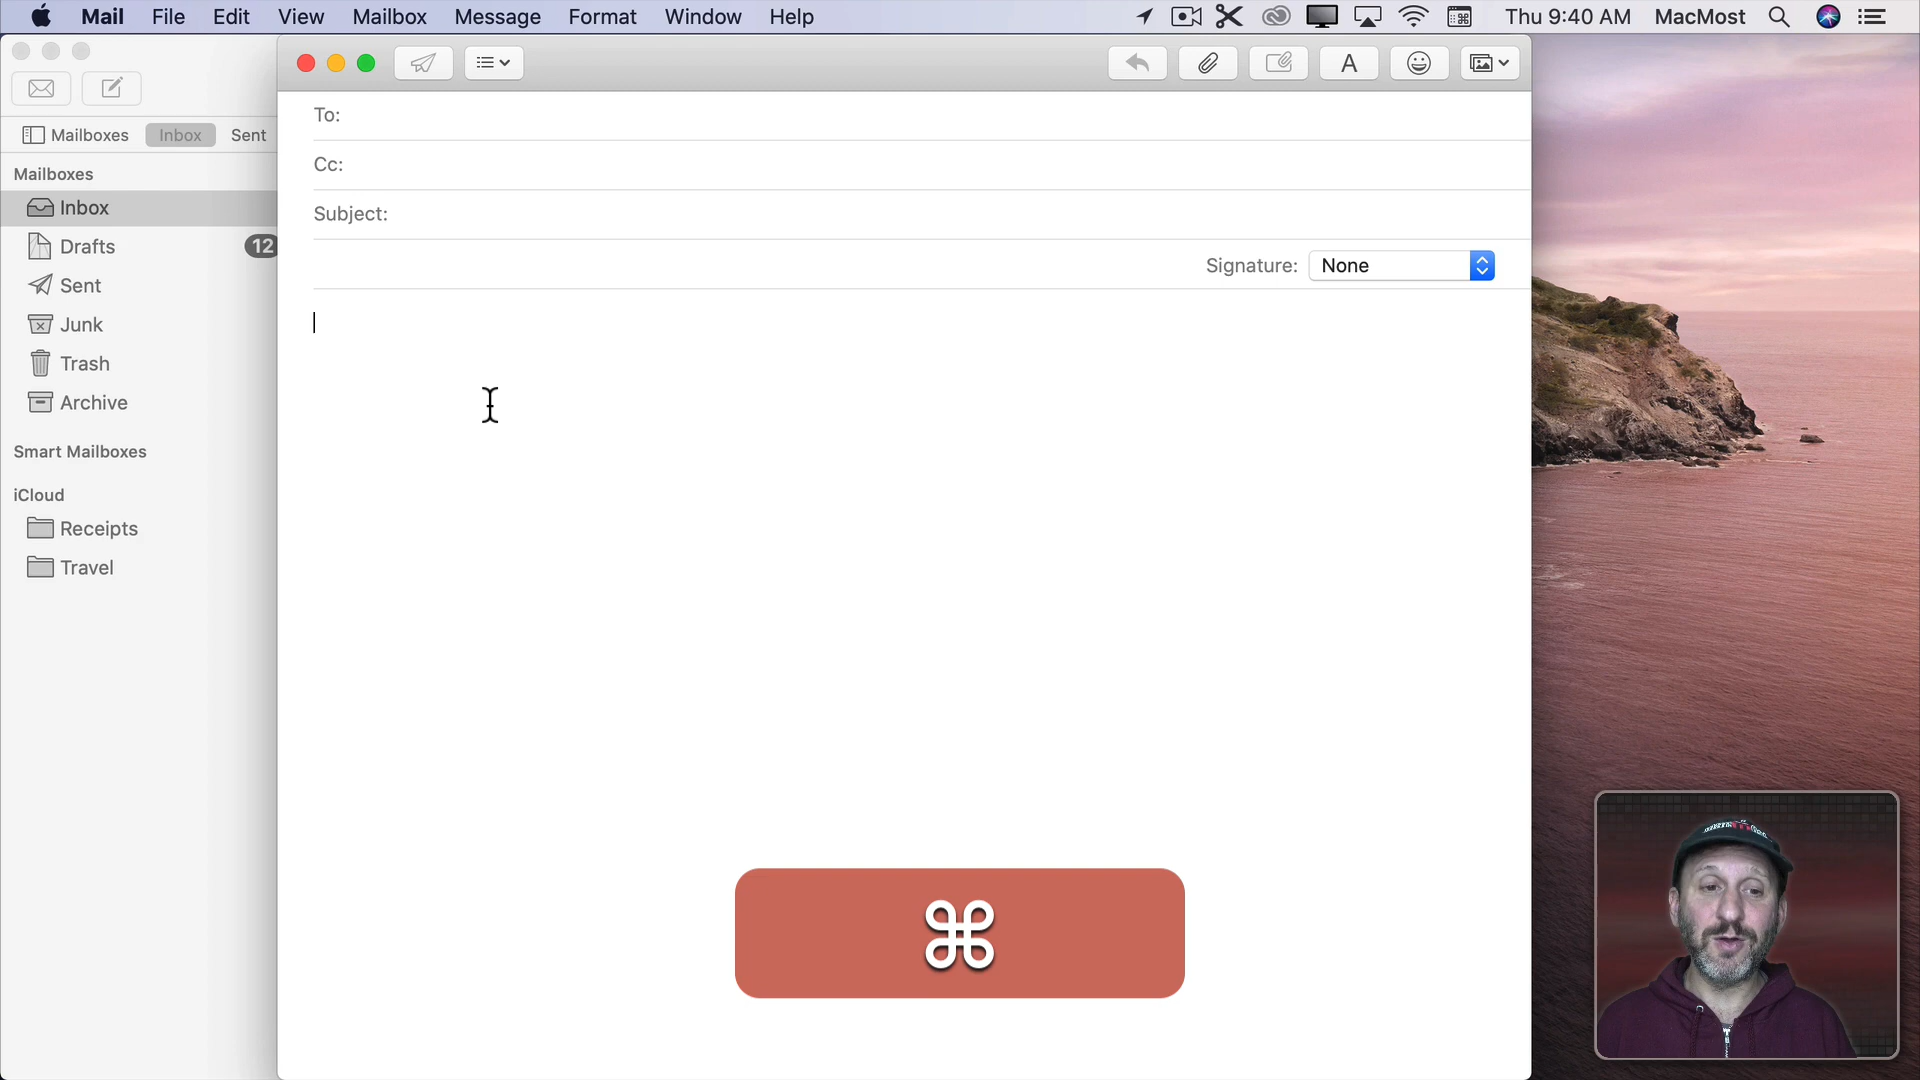 Mail File Edit View Mailbox Message Format Window Help Thu 9:40 AM MacMost
Mailboxes Inbox Sent
Mailboxes
Inbox
Drafts 12
Sent
Junk
Trash
Archive
Smart Mailboxes
iCloud
Receipts
Travel
A
To:
Cc:
Subject:
Signature: None
⌘